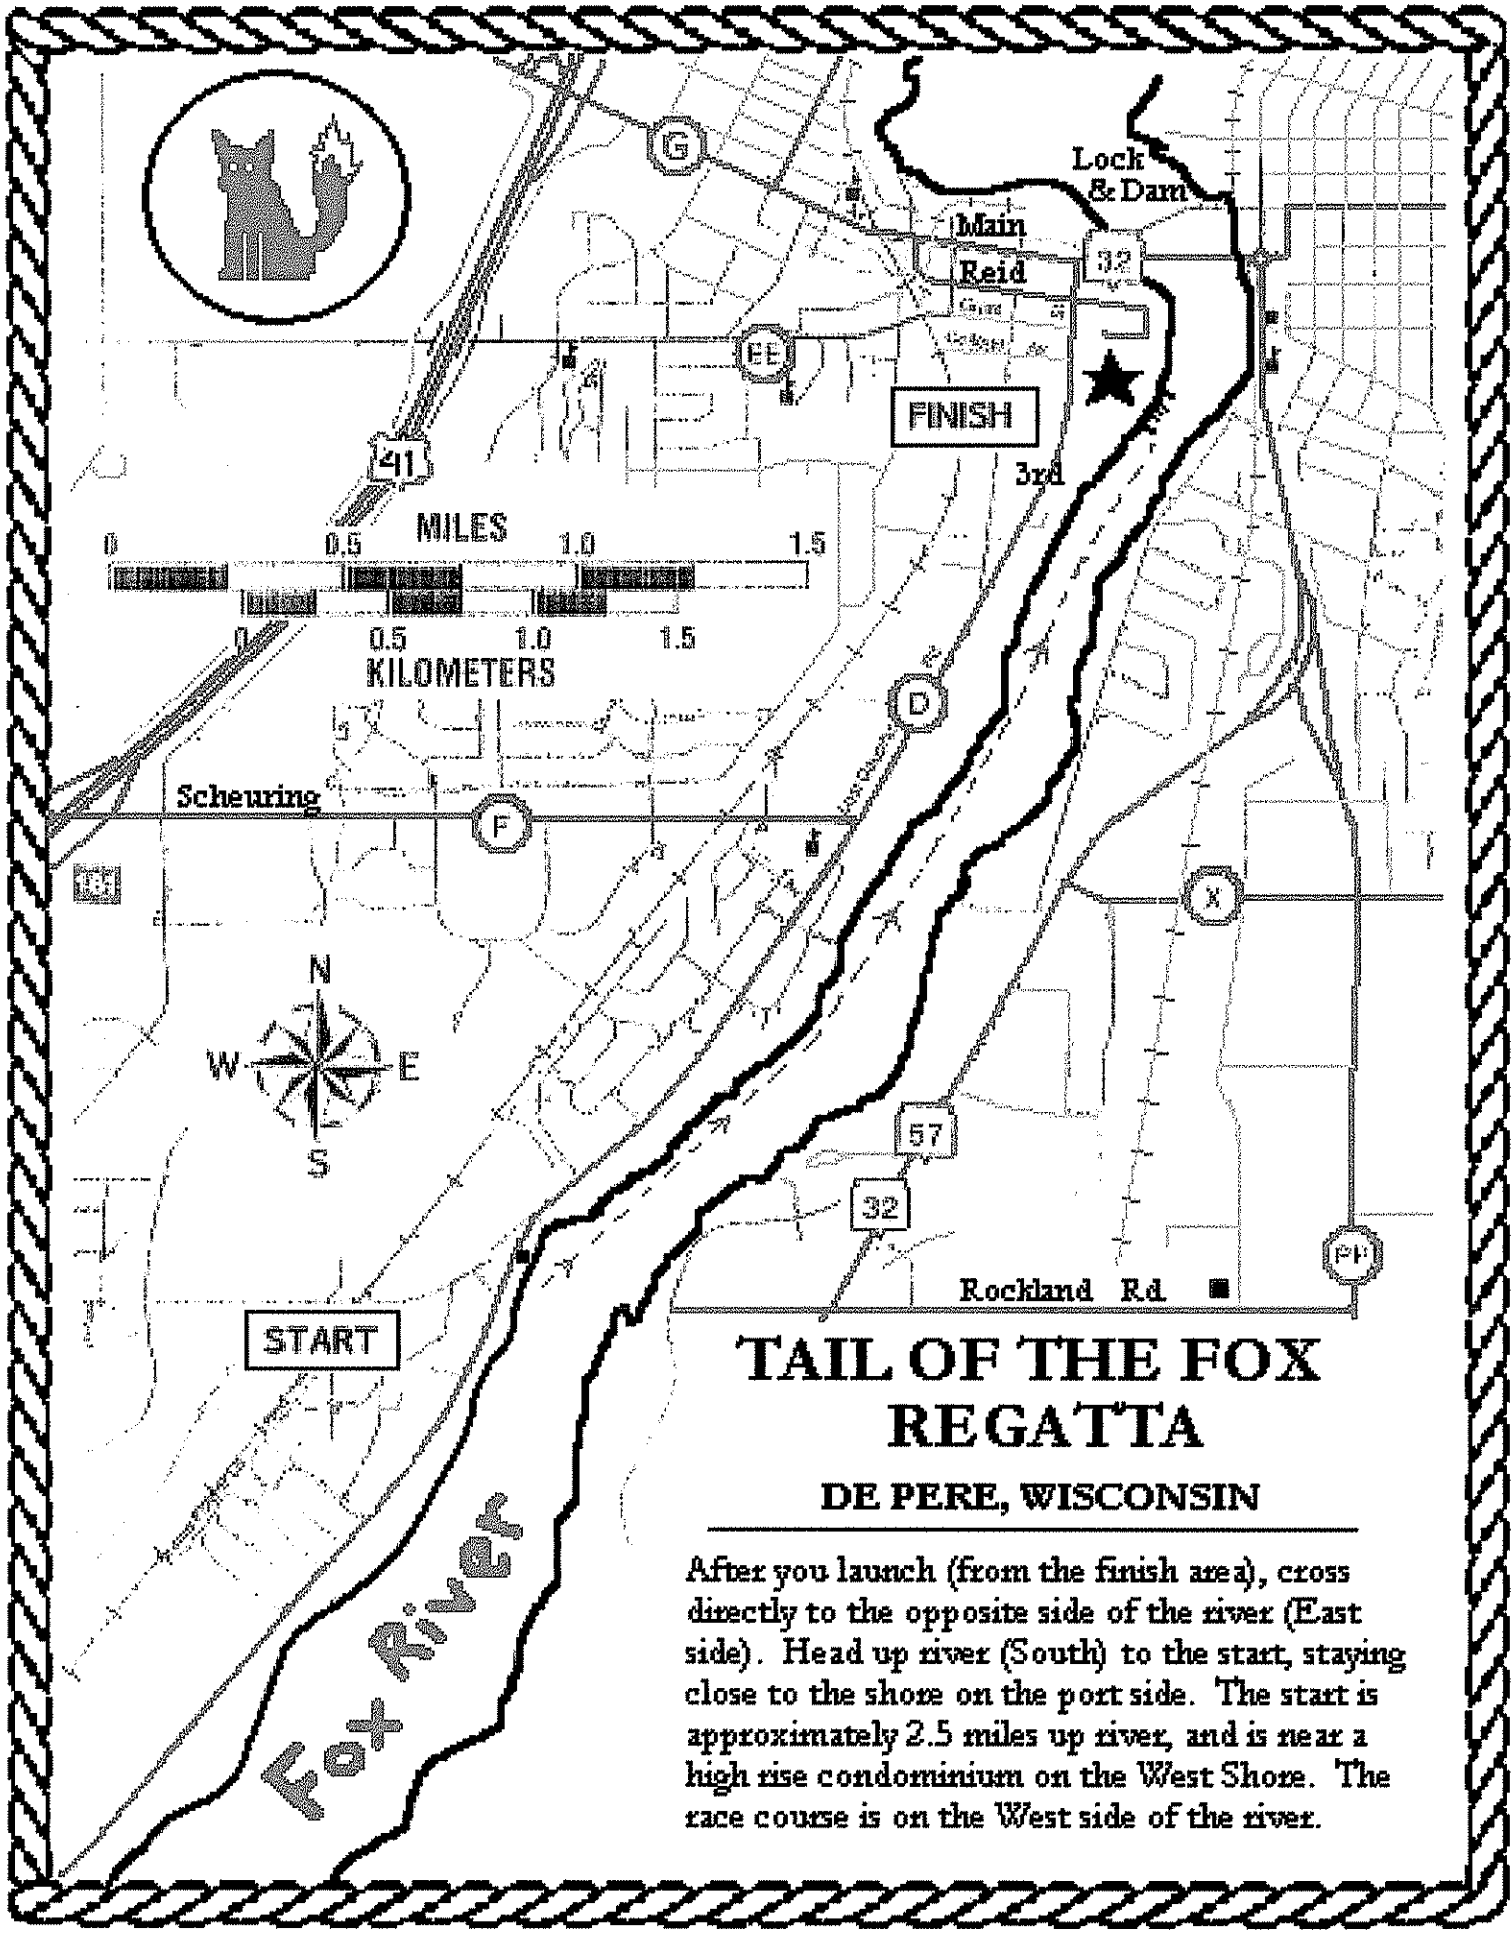 G
Lock
& Dam
Main
32
Reid
EE
FINISH
41
3rd
MILES
0 0.5 1.0 1.5
0 0.5 1.0 1.5
KILOMETERS
D
Scheuring
F
X
N
W E
S
57
32
PP
Rockland Rd.
START
TAIL OF THE FOX
REGATTA
DE PERE, WISCONSIN
Fox River
After you launch (from the finish area), cross
directly to the opposite side of the river (East
side). Head up river (South) to the start, staying
close to the shore on the port side. The start is
approximately 2.5 miles up river, and is near a
high rise condominium on the West Shore. The
race course is on the West side of the river.